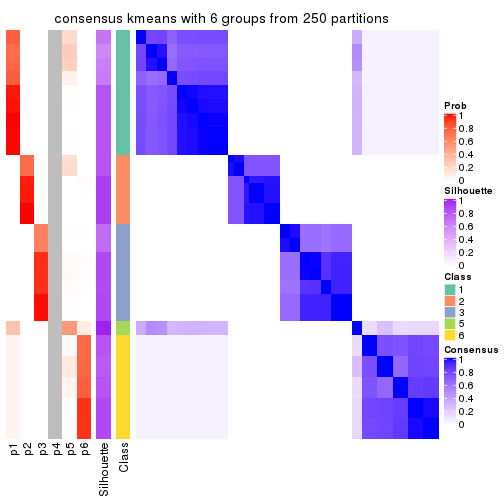 consensus kmeans with 6 groups from 250 partitions
Prob
1
0.8
0.6
0.4
0.2
0
Silhouette
1
0.8
0.6
0.4
0.2
0
Class
1
2
3
5
6
Consensus
1
0.8
0.6
0.4
0.2
0
p1
p2
p3
p4
p5
p6
Silhouette
Class